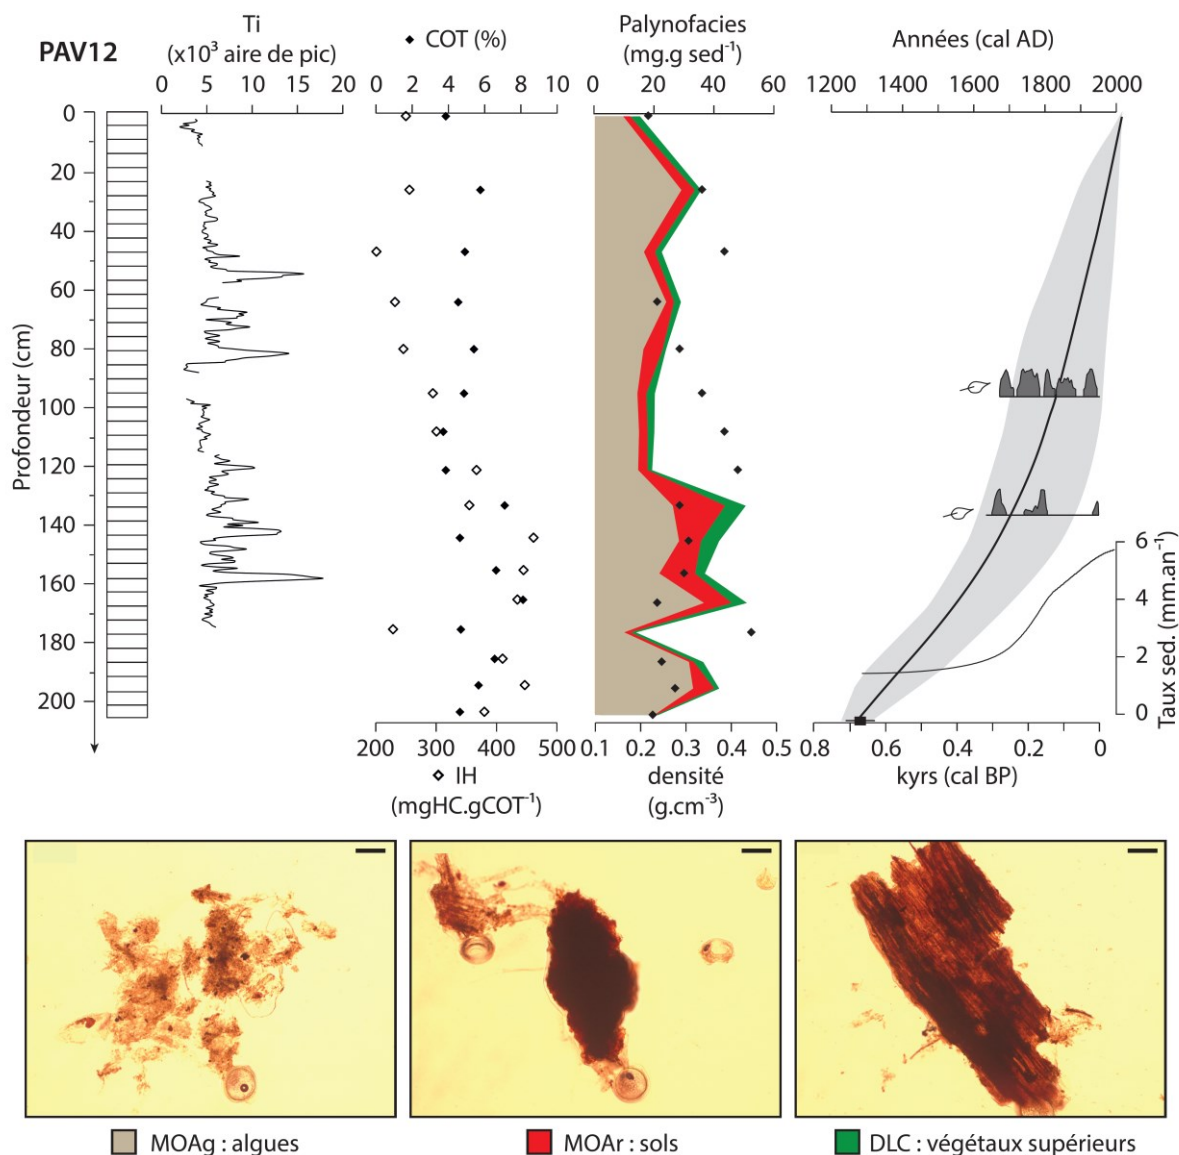 PAV12
Ti
(x10³ aire de pic)
0 5 10 15 20
COT (%)
0 2 4 6 8 10
Palynofacies
(mg.g sed⁻¹)
0 20 40 60
Années (cal AD)
1200 1400 1600 1800 2000
Profondeur (cm)
0
20
40
60
80
100
120
140
160
180
200
6
4
2
0
Taux sed. (mm.an⁻¹)
200 300 400 500
IH
(mgHC.gCOT⁻¹)
0.1 0.2 0.3 0.4 0.5
densité
(g.cm⁻³)
0.8 0.6 0.4 0.2 0
kyrs (cal BP)
MOAg : algues
MOAr : sols
DLC : végétaux supérieurs